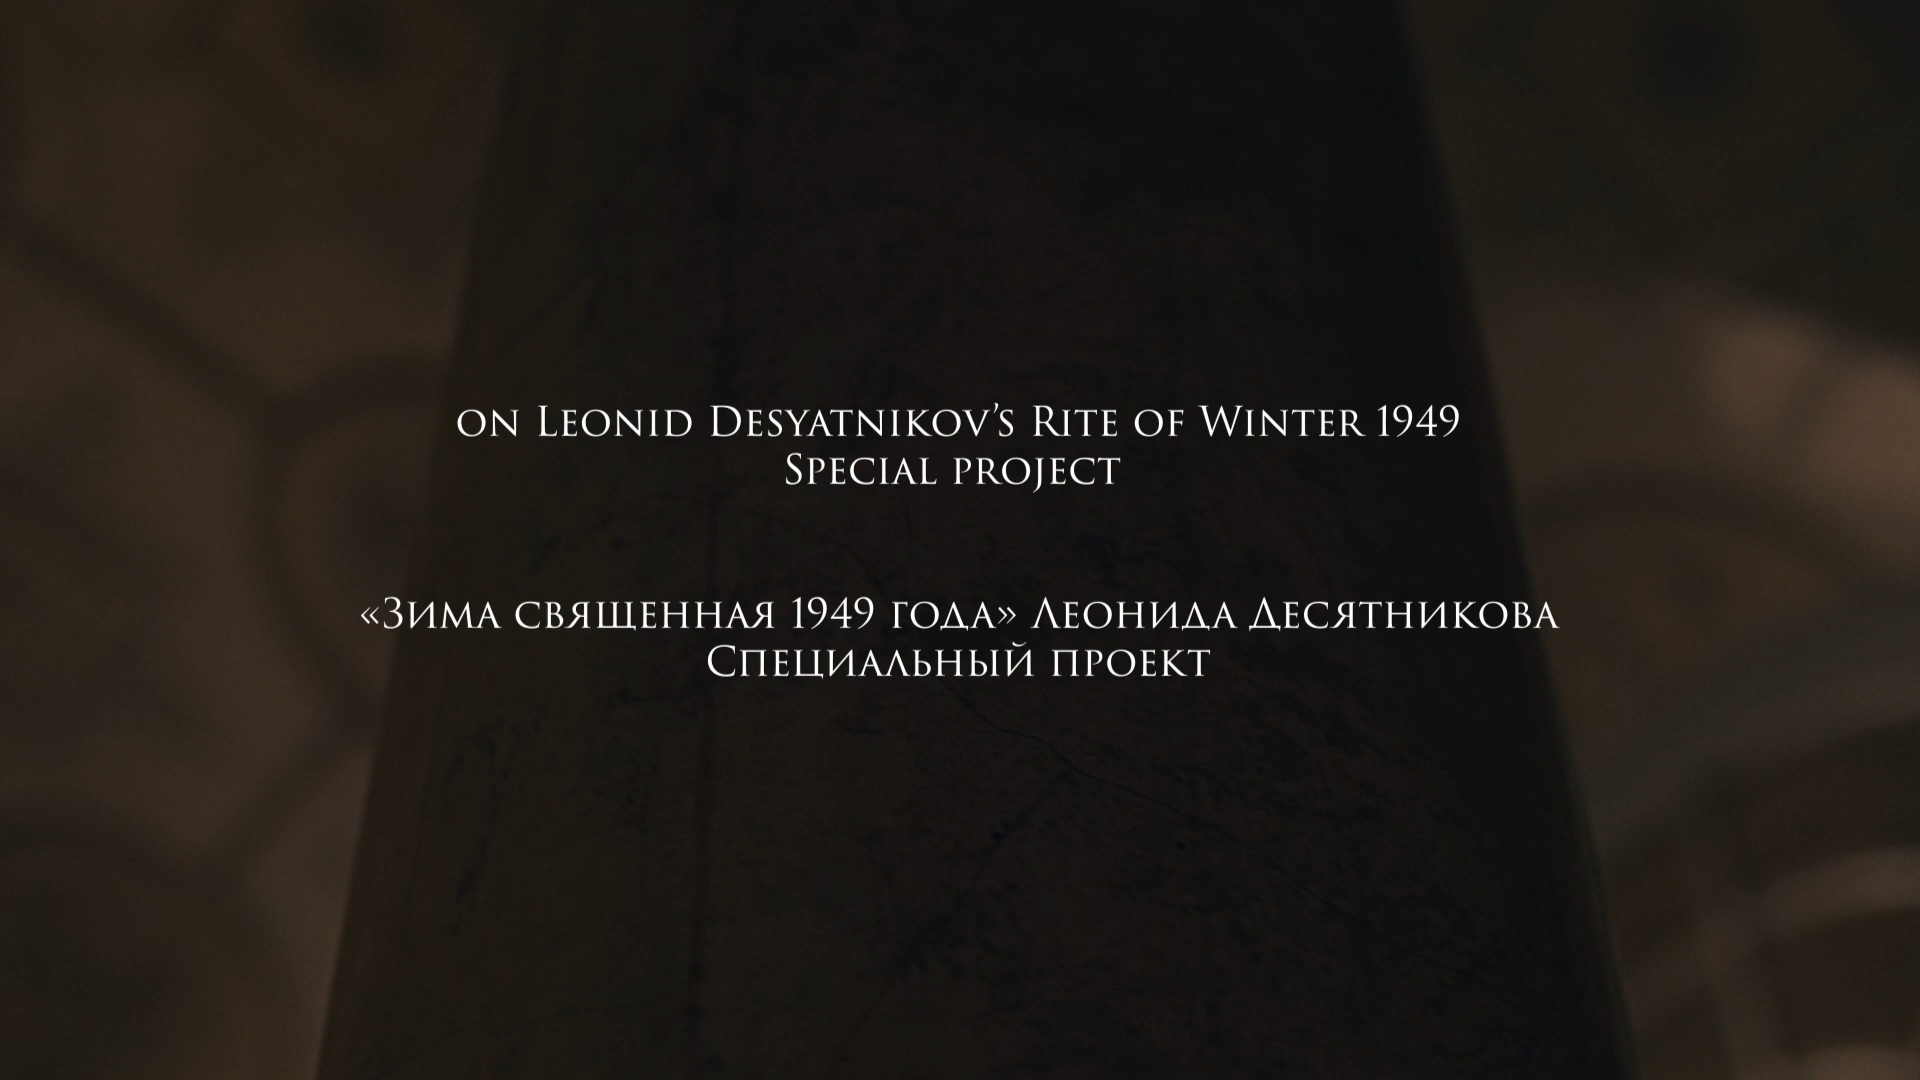 on Leonid Desyatnikov’s Rite of Winter 1949
Special project
«Зима священная 1949 года» Леонида Десятникова
Специальный проект